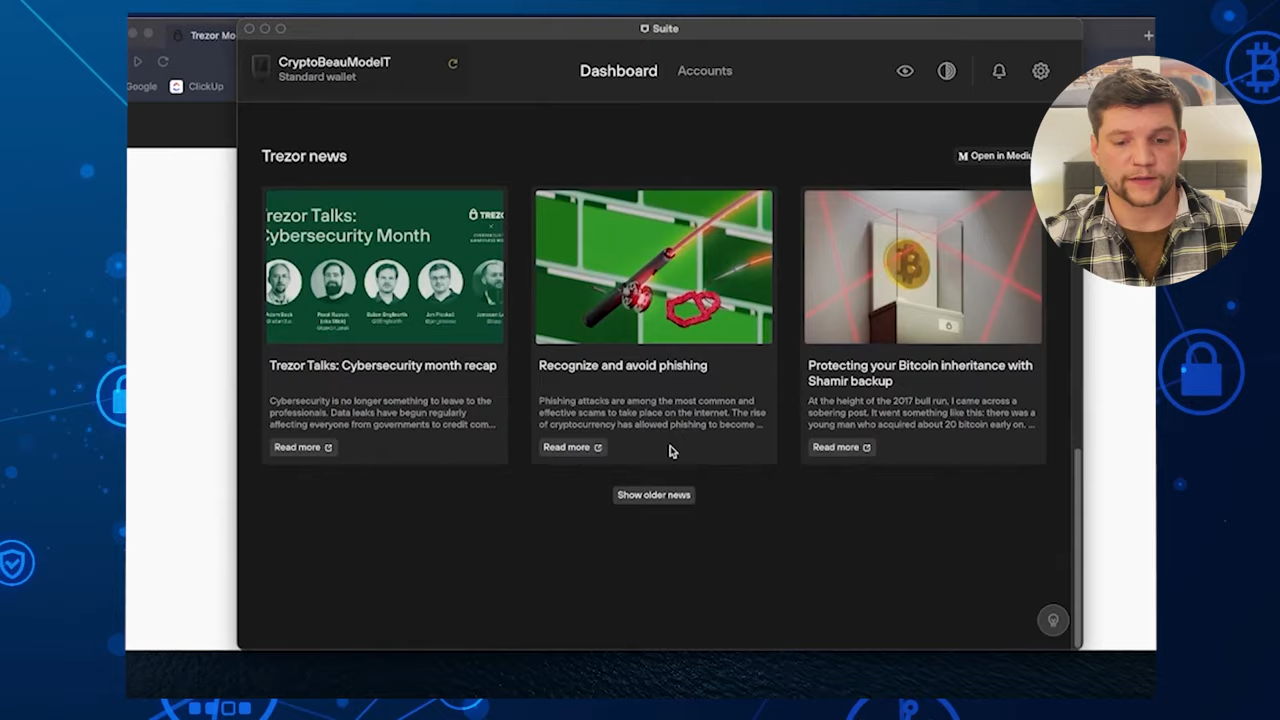 Suite
Trezor Mo
Google
ClickUp
CryptoBeauModelT
Standard wallet
Dashboard
Accounts
Trezor news
Open in Mediu
Trezor Talks:
Cybersecurity Month
TREZO
Trezor Talks: Cybersecurity month recap
Cybersecurity is no longer something to leave to the
professionals. Data leaks have begun regularly
affecting everyone from governments to credit com...
Read more
Recognize and avoid phishing
Phishing attacks are among the most common and
effective scams to take place on the internet. The rise
of cryptocurrency has allowed phishing to become ...
Read more
Protecting your Bitcoin inheritance with
Shamir backup
At the height of the 2017 bull run, I came across a
sobering post. It went something like this: there was a
young man who acquired about 20 bitcoin early on. ...
Read more
Show older news